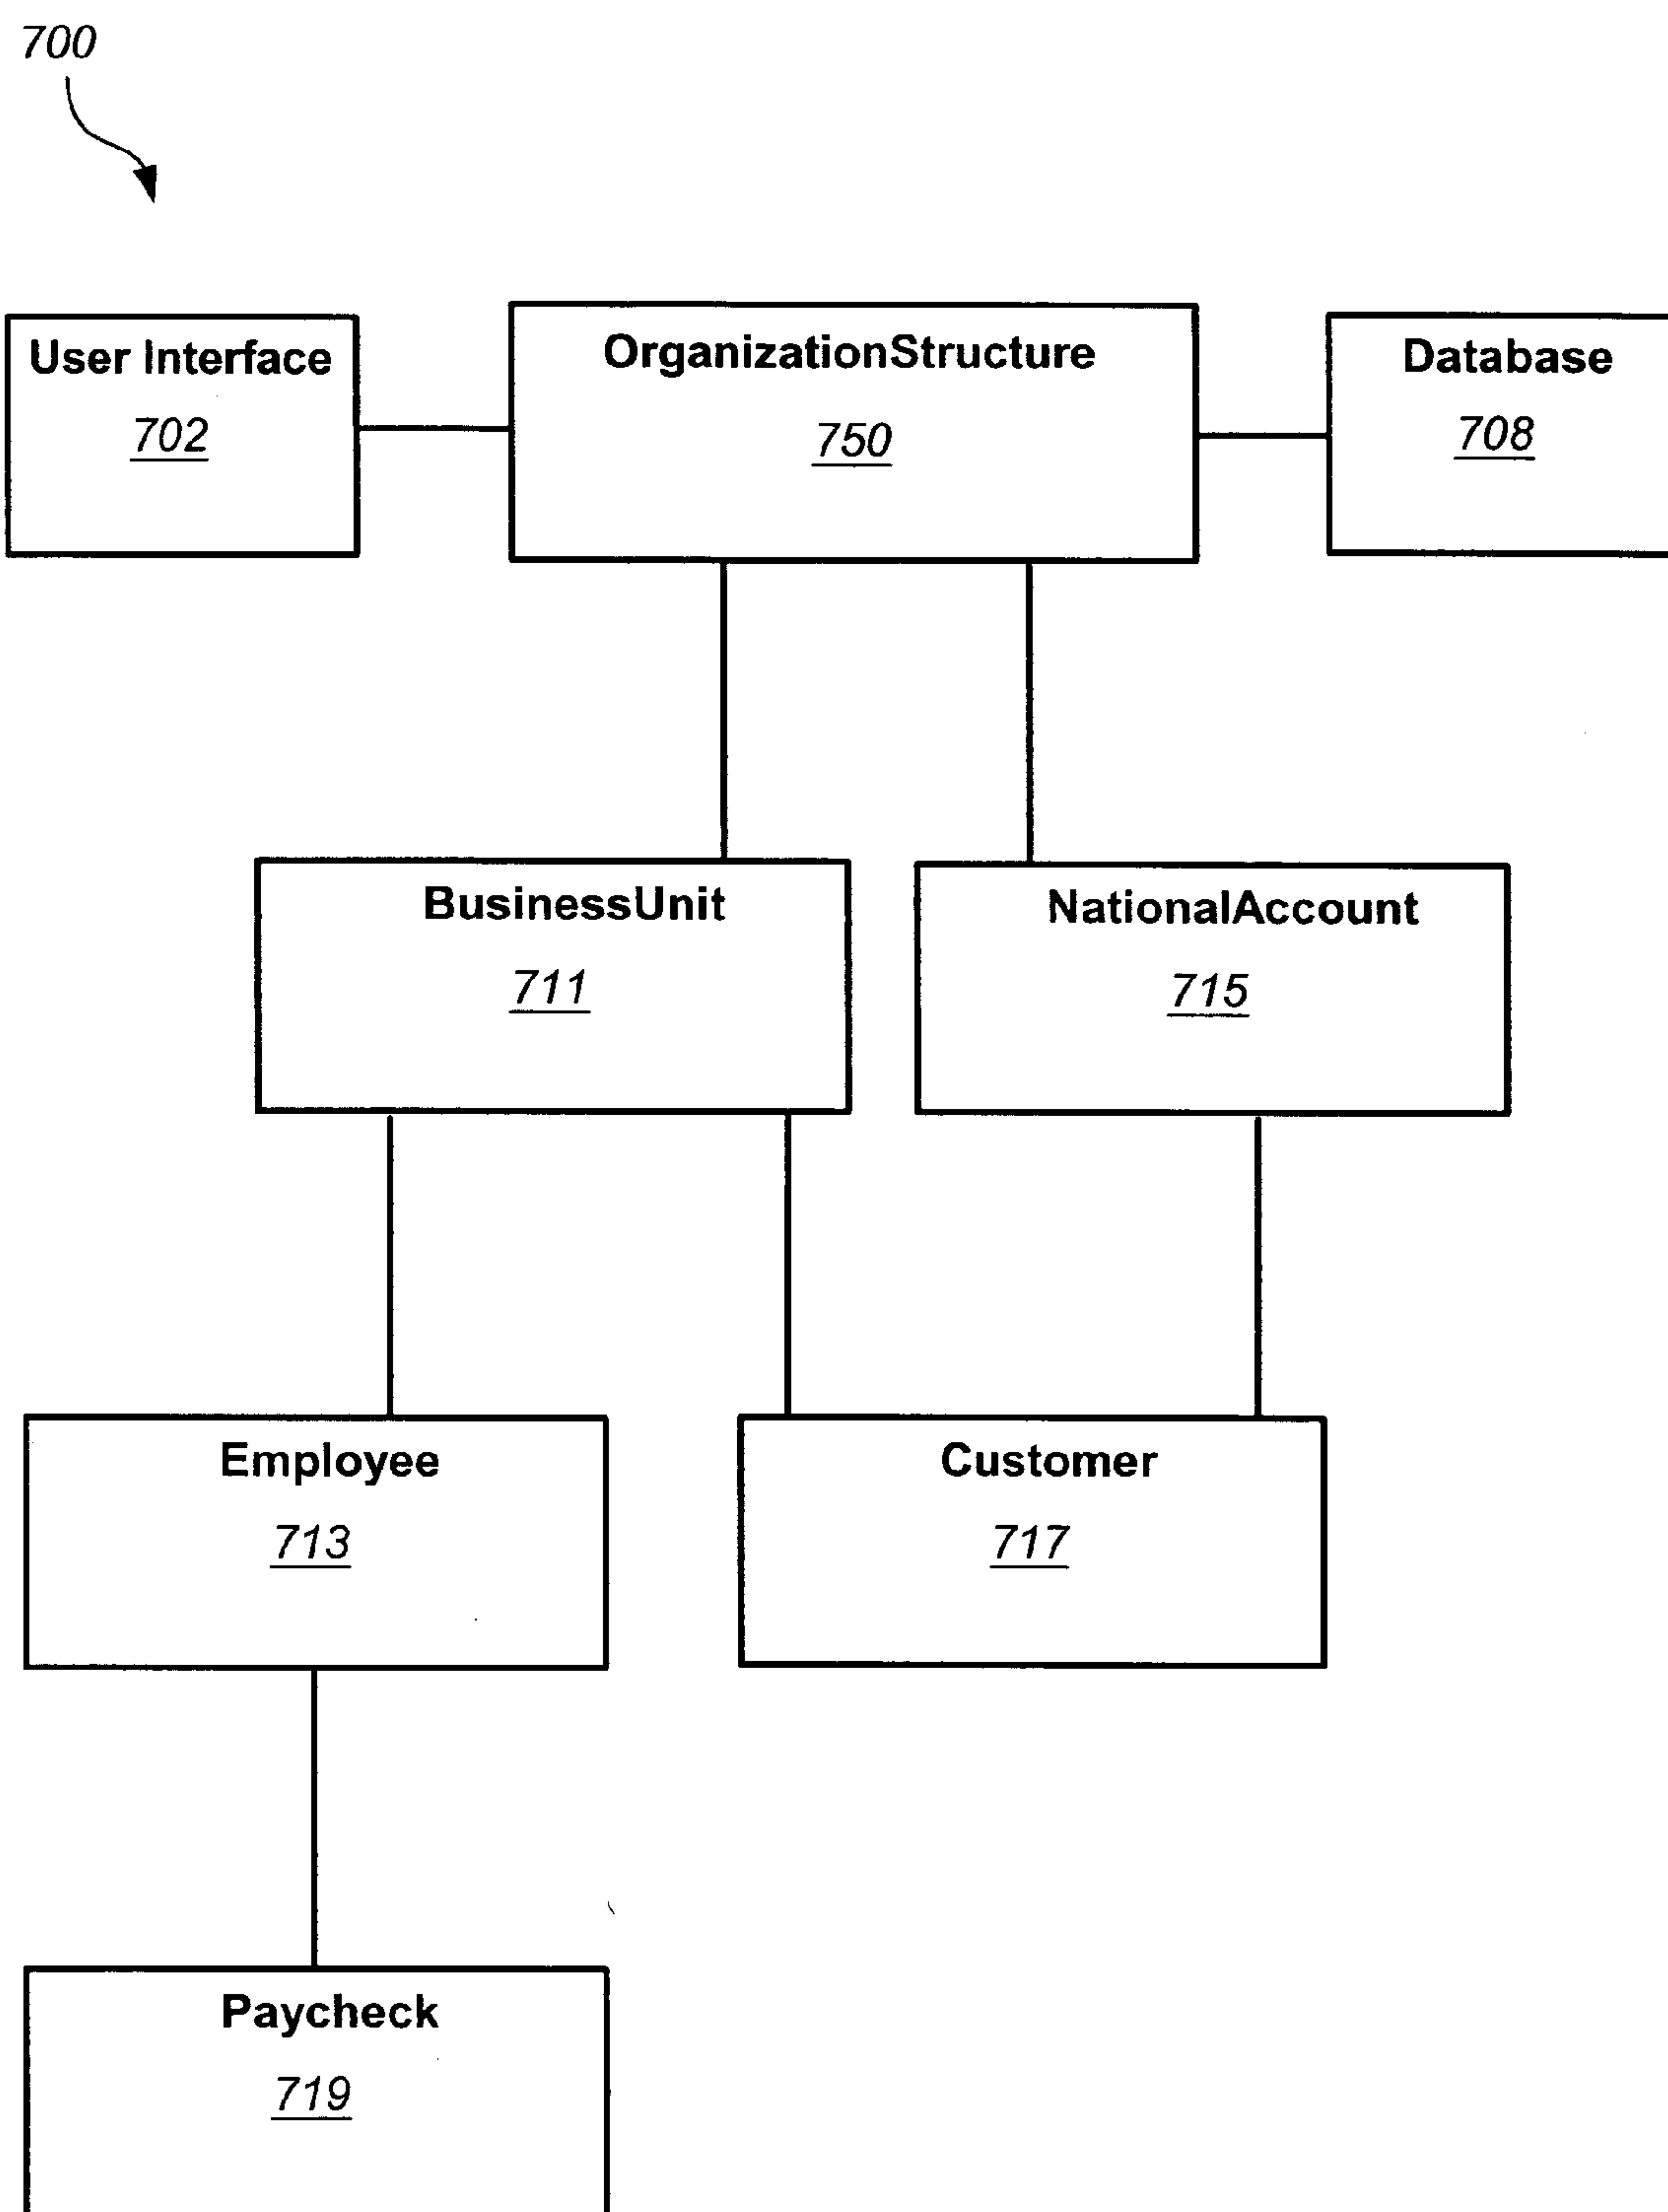 700
User Interface
702
OrganizationStructure
750
Database
708
BusinessUnit
711
NationalAccount
715
Employee
713
Customer
717
Paycheck
719